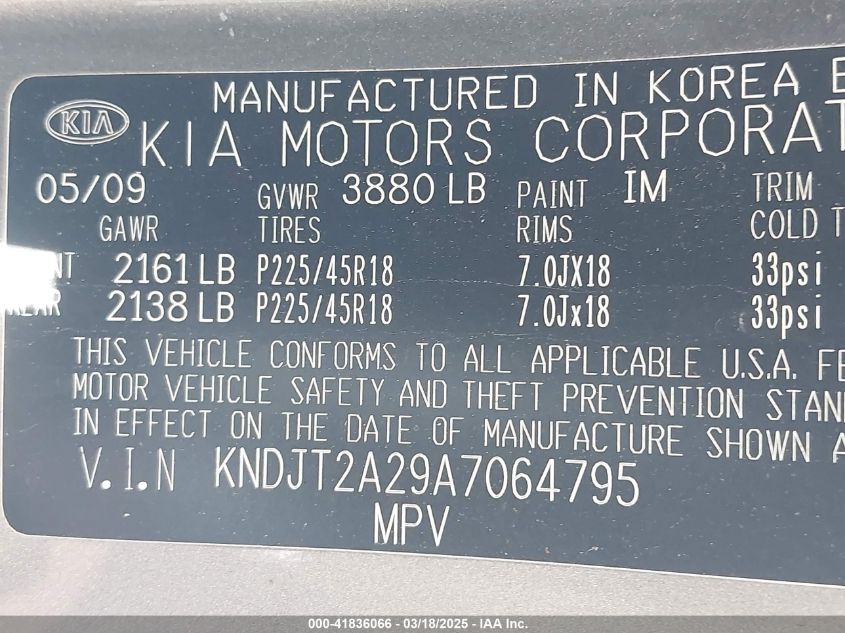 MANUFACTURED IN KOREA
KIA
KIA MOTORS
05/09 GVWR 3880 LB PAINT IM TRIM
GAWR TIRES RIMS COLD
2161 LB P225/45R18 7.0JX18 33psi
2138 LB P225/45R18 7.0Jx18 33psi
THIS VEHICLE CONFORMS TO ALL APPLICABLE U.S.A.
MOTOR VEHICLE SAFETY AND THEFT PREVENTION
IN EFFECT ON THE DATE OF MANUFACTURE SHOWN
V.I.N KNDJT2A29A7064795
MPV
000-41836066 - 03/18/2025 - IAA Inc.